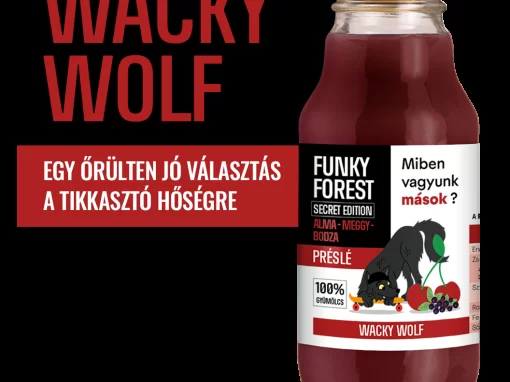 WACKY
WOLF
EGY ŐRÜLTEN JÓ VÁLASZTÁS
A TIKKASZTÓ HŐSÉGRE
FUNKY
FOREST
SECRET EDITION
ALMA-MEGGY-
BODZA
PRÉSLÉ
100%
GYÜMÖLCS
Miben
vagyunk
mások?
WACKY WOLF